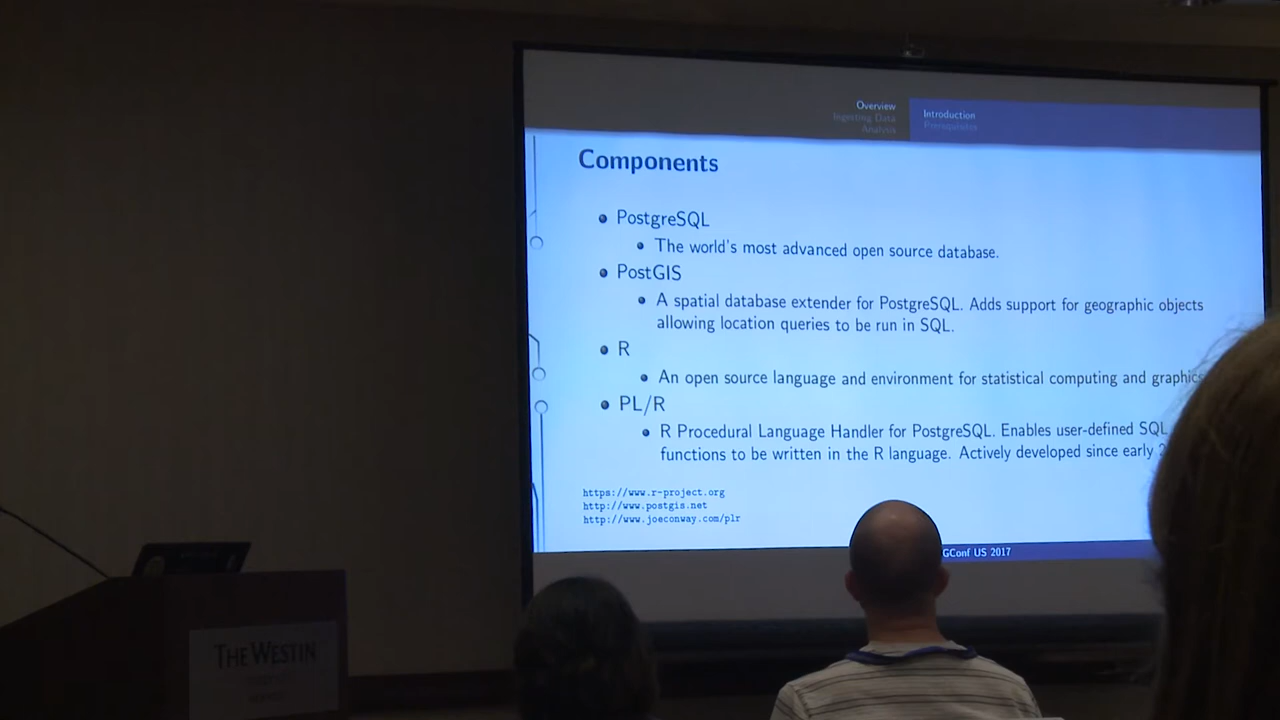 Overview
Ingesting Data
Analysis
Introduction
Prerequisites
Components
PostgreSQL
The world's most advanced open source database.
PostGIS
A spatial database extender for PostgreSQL. Adds support for geographic objects
allowing location queries to be run in SQL.
R
An open source language and environment for statistical computing and graphics
PL/R
R Procedural Language Handler for PostgreSQL. Enables user-defined SQL
functions to be written in the R language. Actively developed since early
https://www.r-project.org
http://www.postgis.net
http://www.joeconway.com/plr
GConf US 2017
THE WESTIN